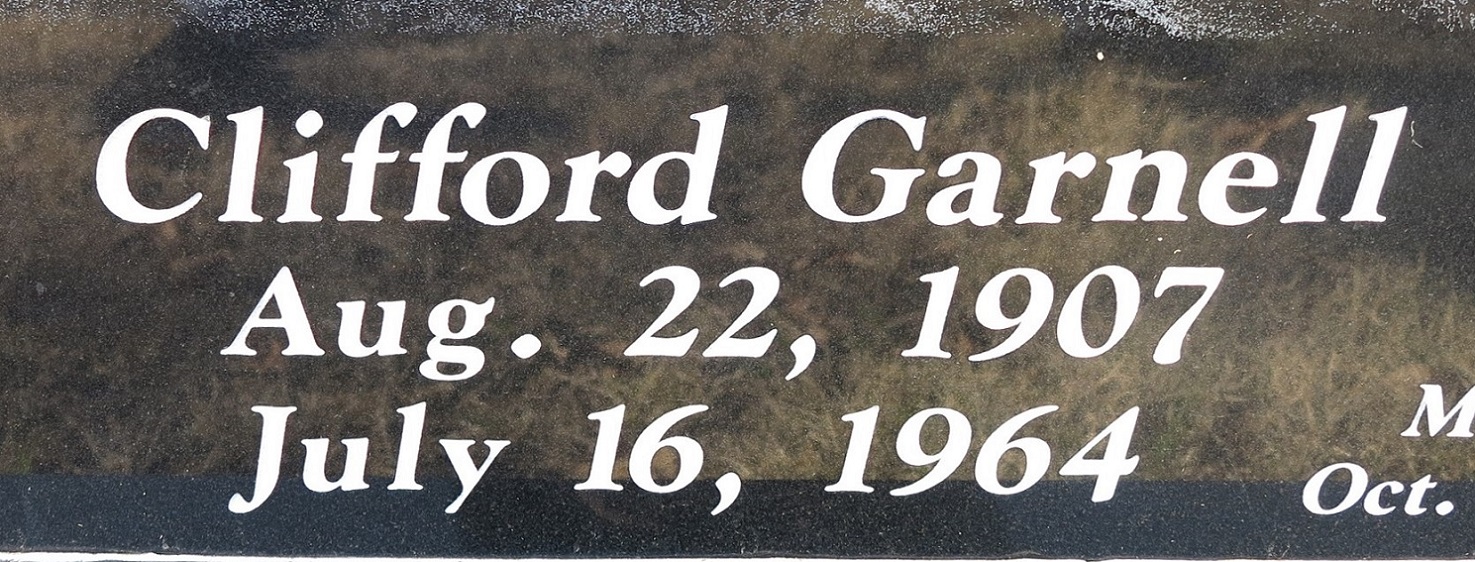 Clifford Garnell
Aug. 22, 1907
July 16, 1964
Oct.